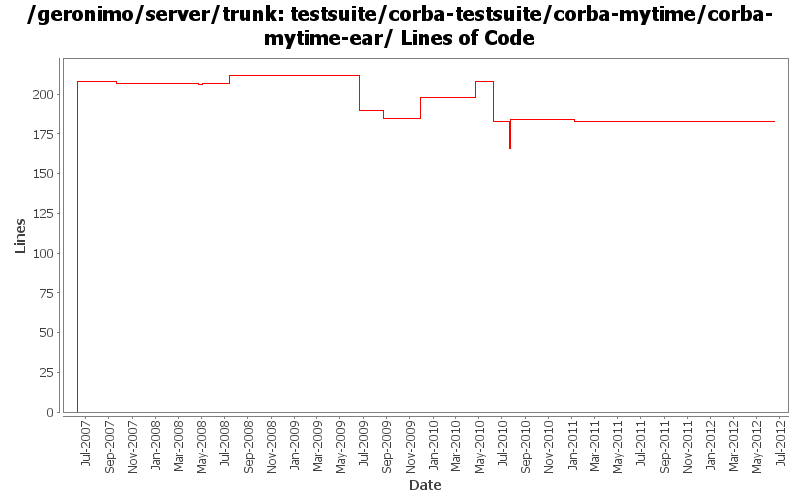 /geronimo/server/trunk: testsuite/corba-testsuite/corba-mytime/corba-
mytime-ear/ Lines of Code
Lines
200
175
150
125
100
75
50
25
0
Jul-2007
Sep-2007
Nov-2007
Jan-2008
Mar-2008
May-2008
Jul-2008
Sep-2008
Nov-2008
Jan-2009
Mar-2009
May-2009
Jul-2009
Sep-2009
Nov-2009
Jan-2010
Mar-2010
May-2010
Jul-2010
Sep-2010
Nov-2010
Jan-2011
Mar-2011
May-2011
Jul-2011
Sep-2011
Nov-2011
Jan-2012
Mar-2012
May-2012
Jul-2012
Date